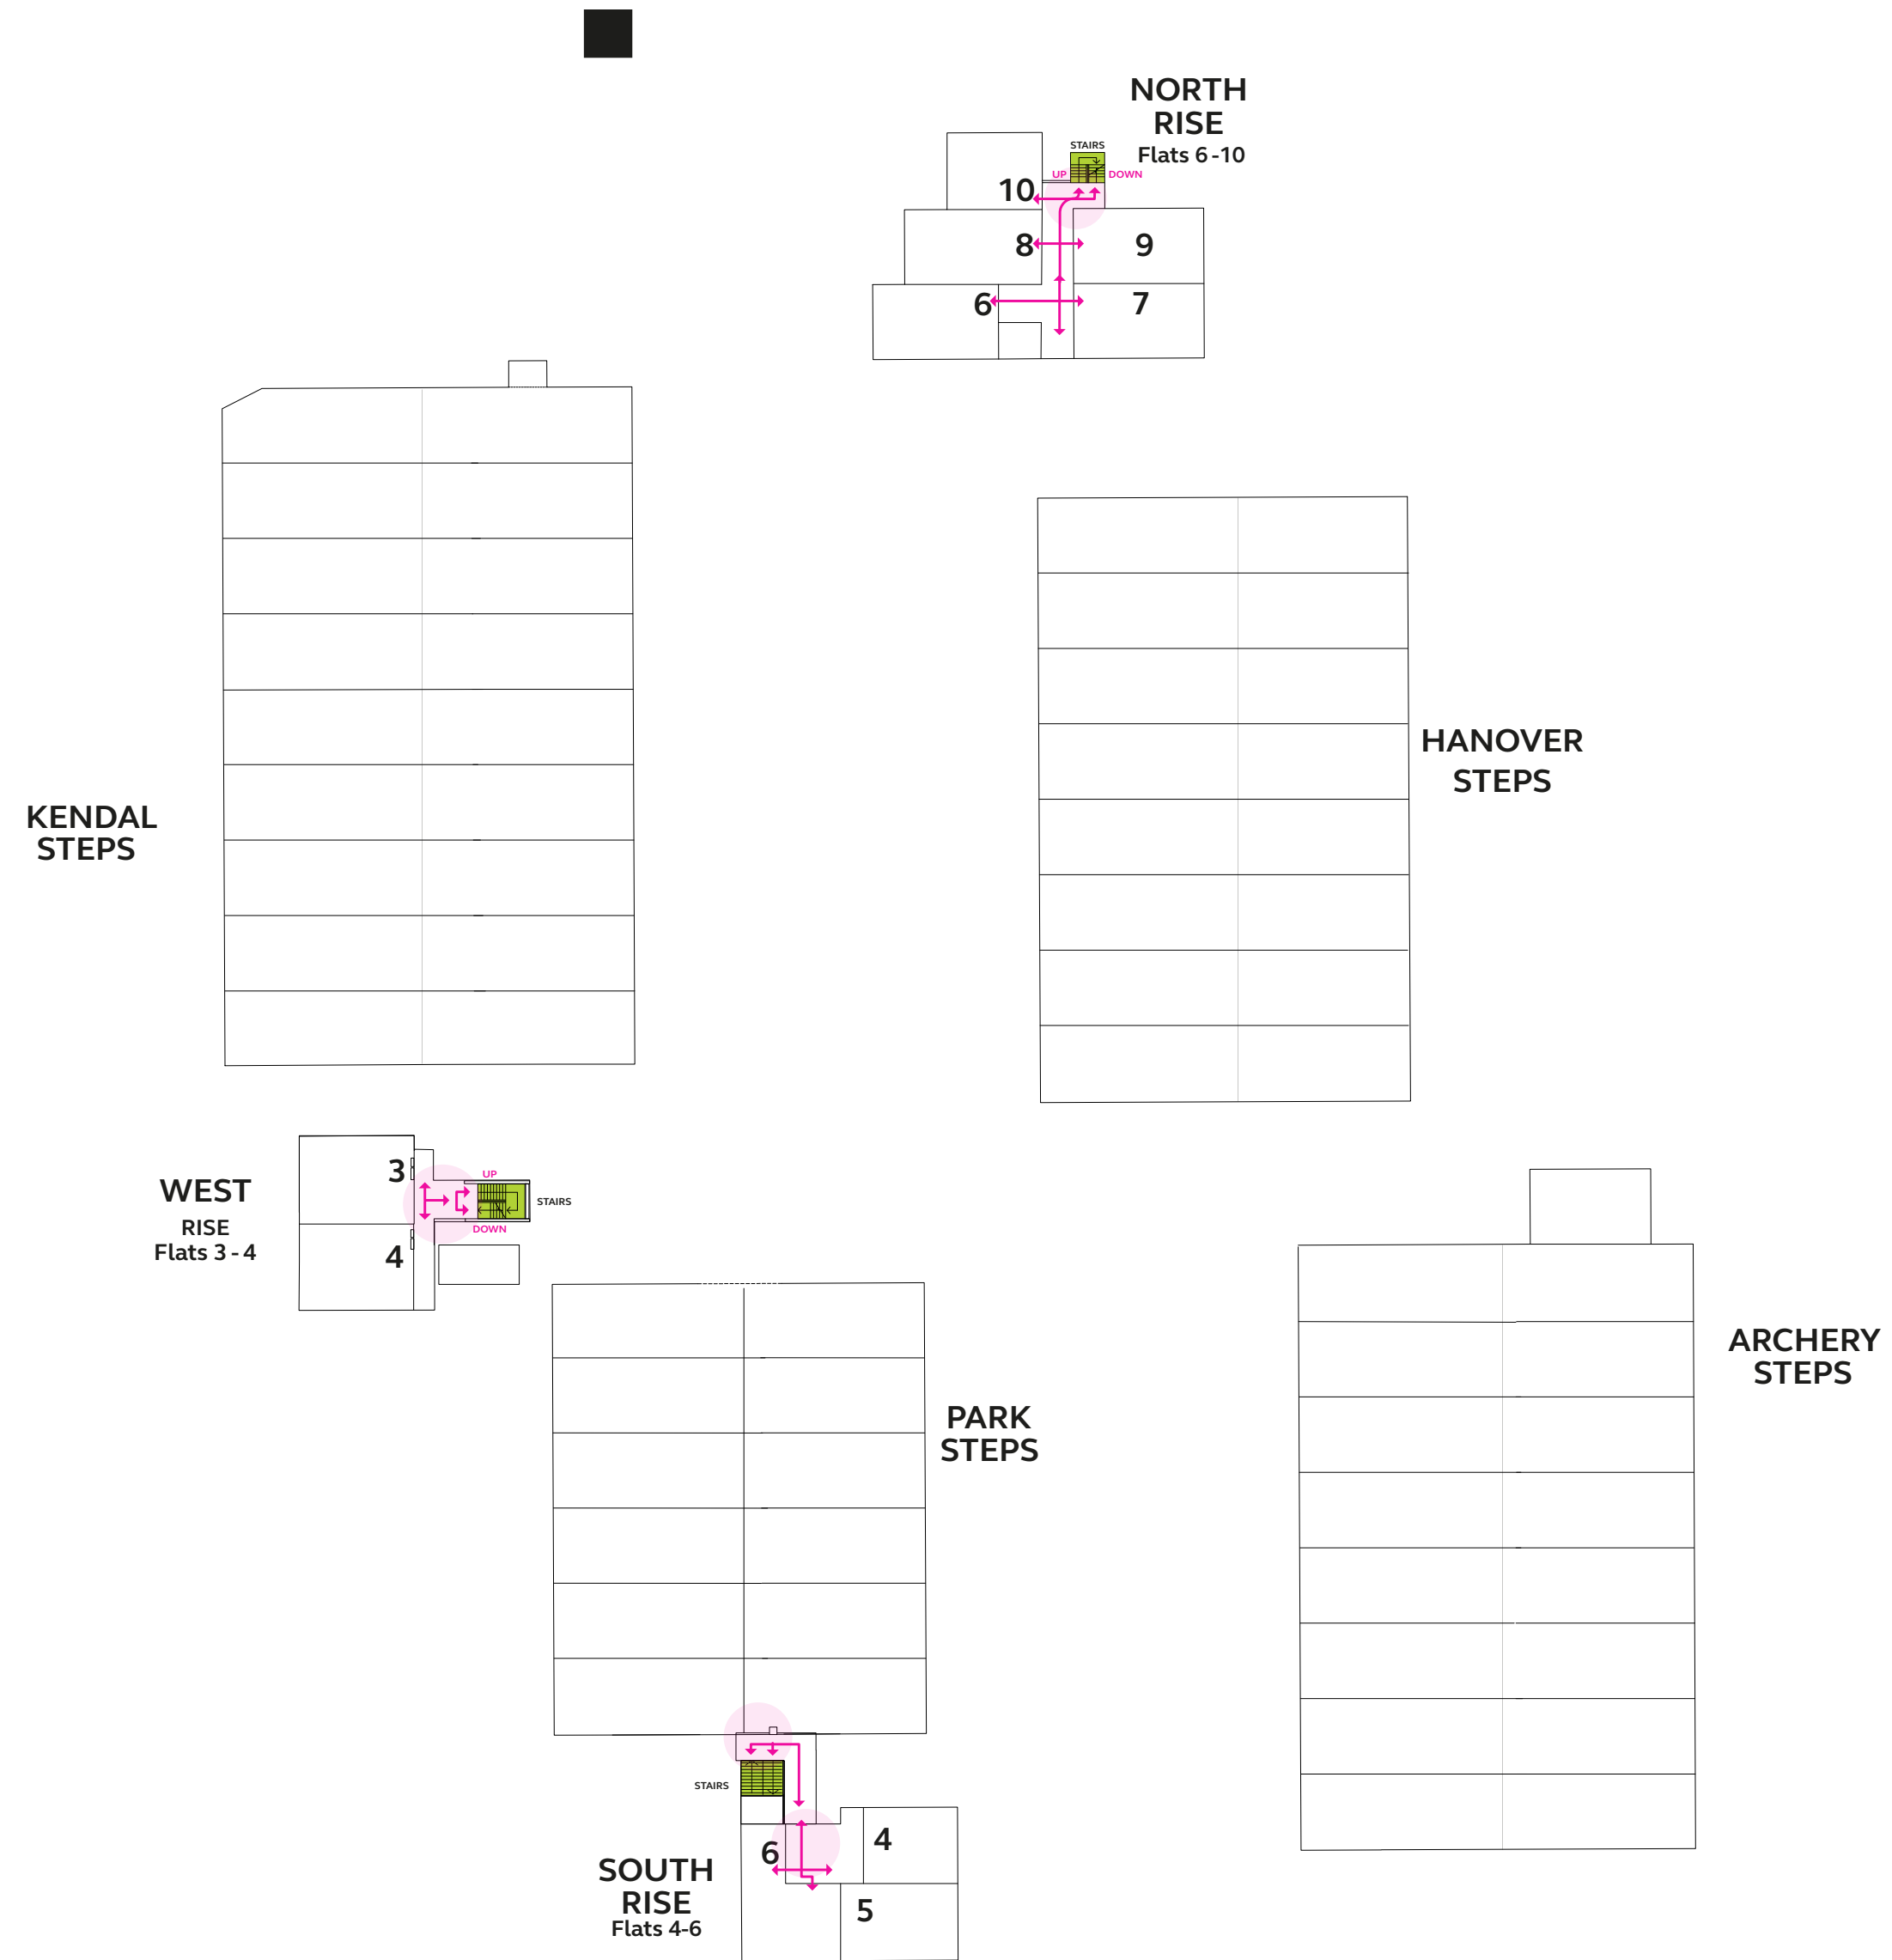 NORTH
RISE
Flats 6-10
STAIRS
UP
DOWN
10
8
9
6
7
HANOVER
STEPS
KENDAL
STEPS
WEST
RISE
Flats 3 - 4
3
4
UP
STAIRS
DOWN
PARK
STEPS
ARCHERY
STEPS
STAIRS
SOUTH
RISE
Flats 4-6
6
4
5